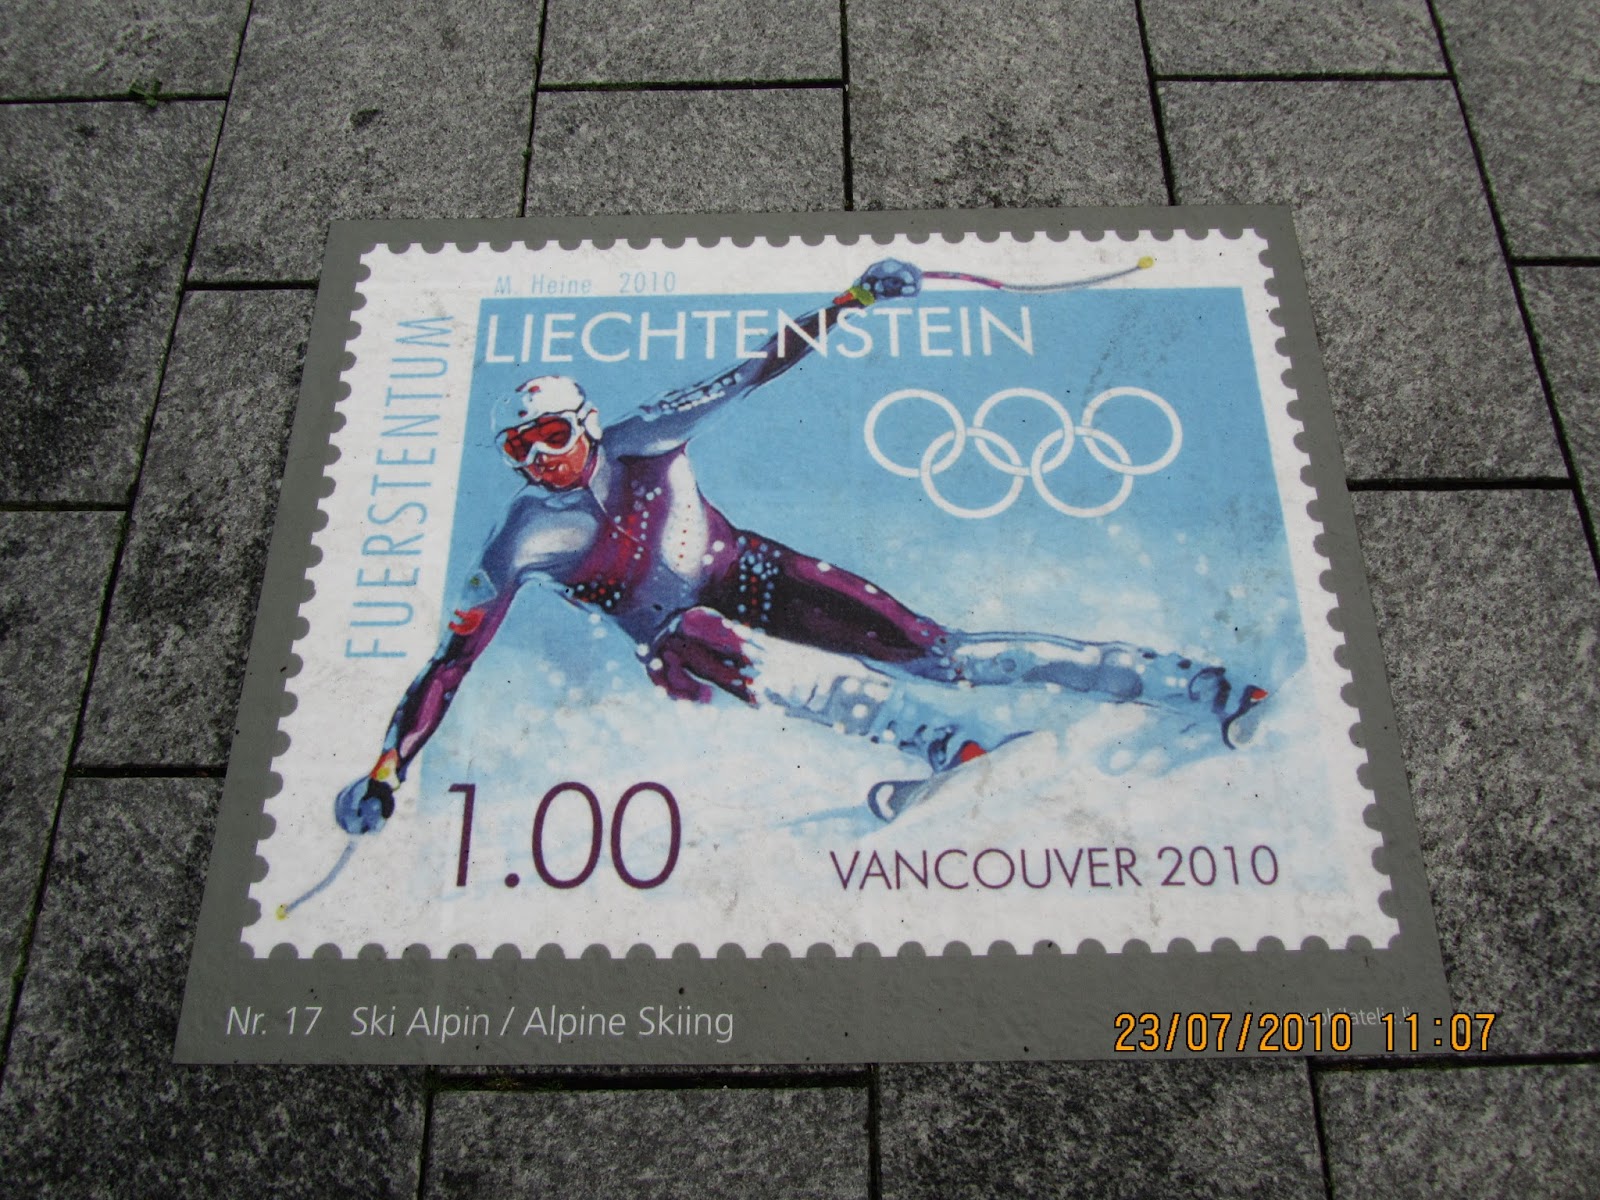 M. Heine 2010
LIECHTENSTEIN
FUERSTENTUM
1.00
VANCOUVER 2010
Nr. 17 Ski Alpin / Alpine Skiing
23/07/2010 11:07